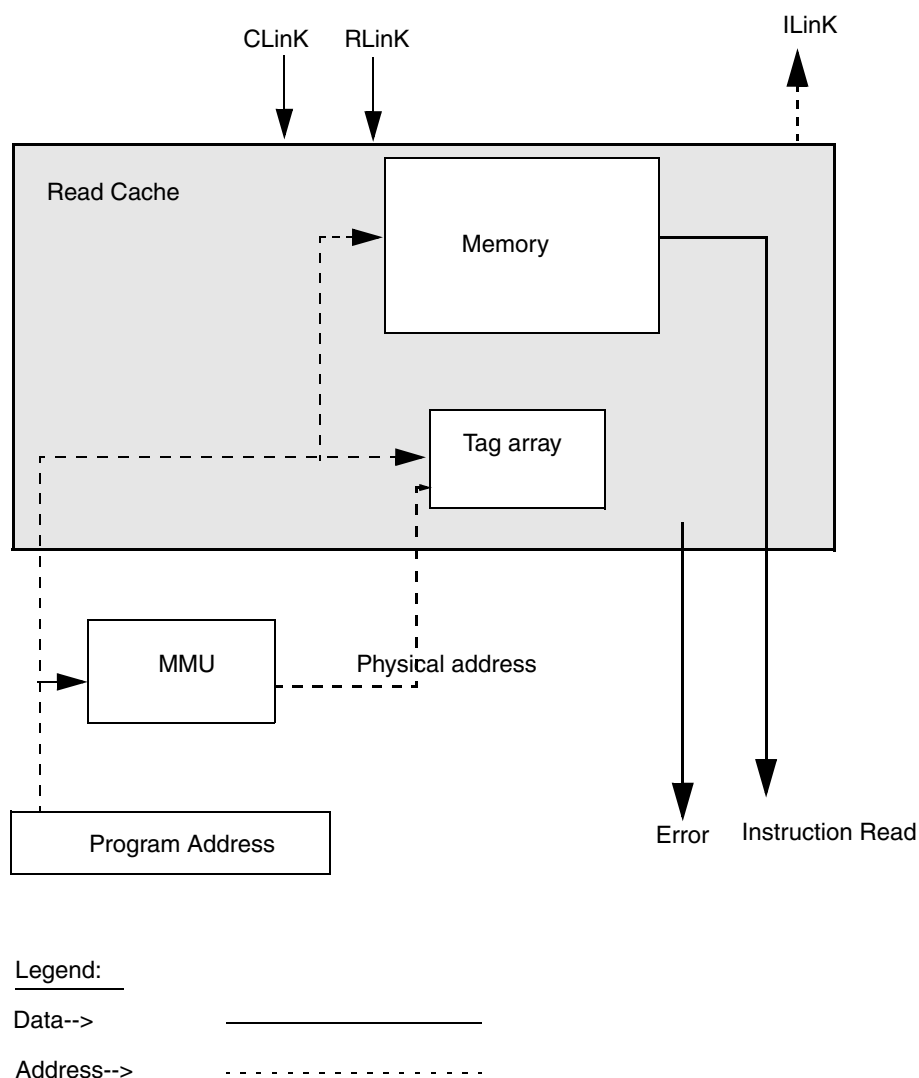 CLinK RLinK ILinK
Read Cache
Memory
Tag array
MMU
Physical address
Program Address
Error Instruction Read
Legend:
Data-->
Address-->